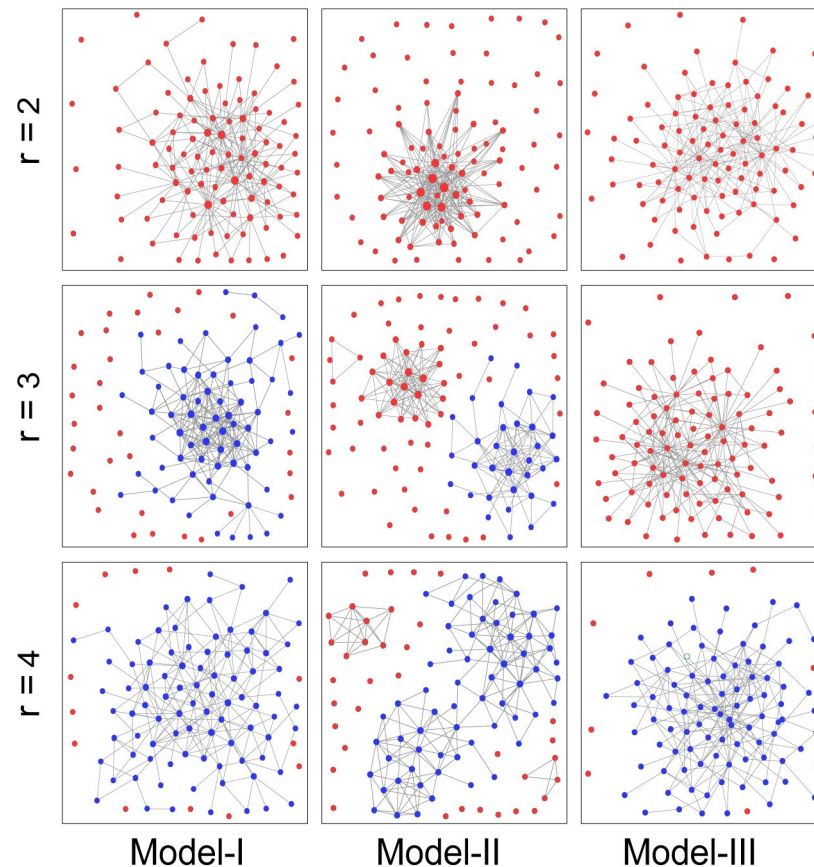 r = 2
r = 3
r = 4
Model-I
Model-II
Model-III